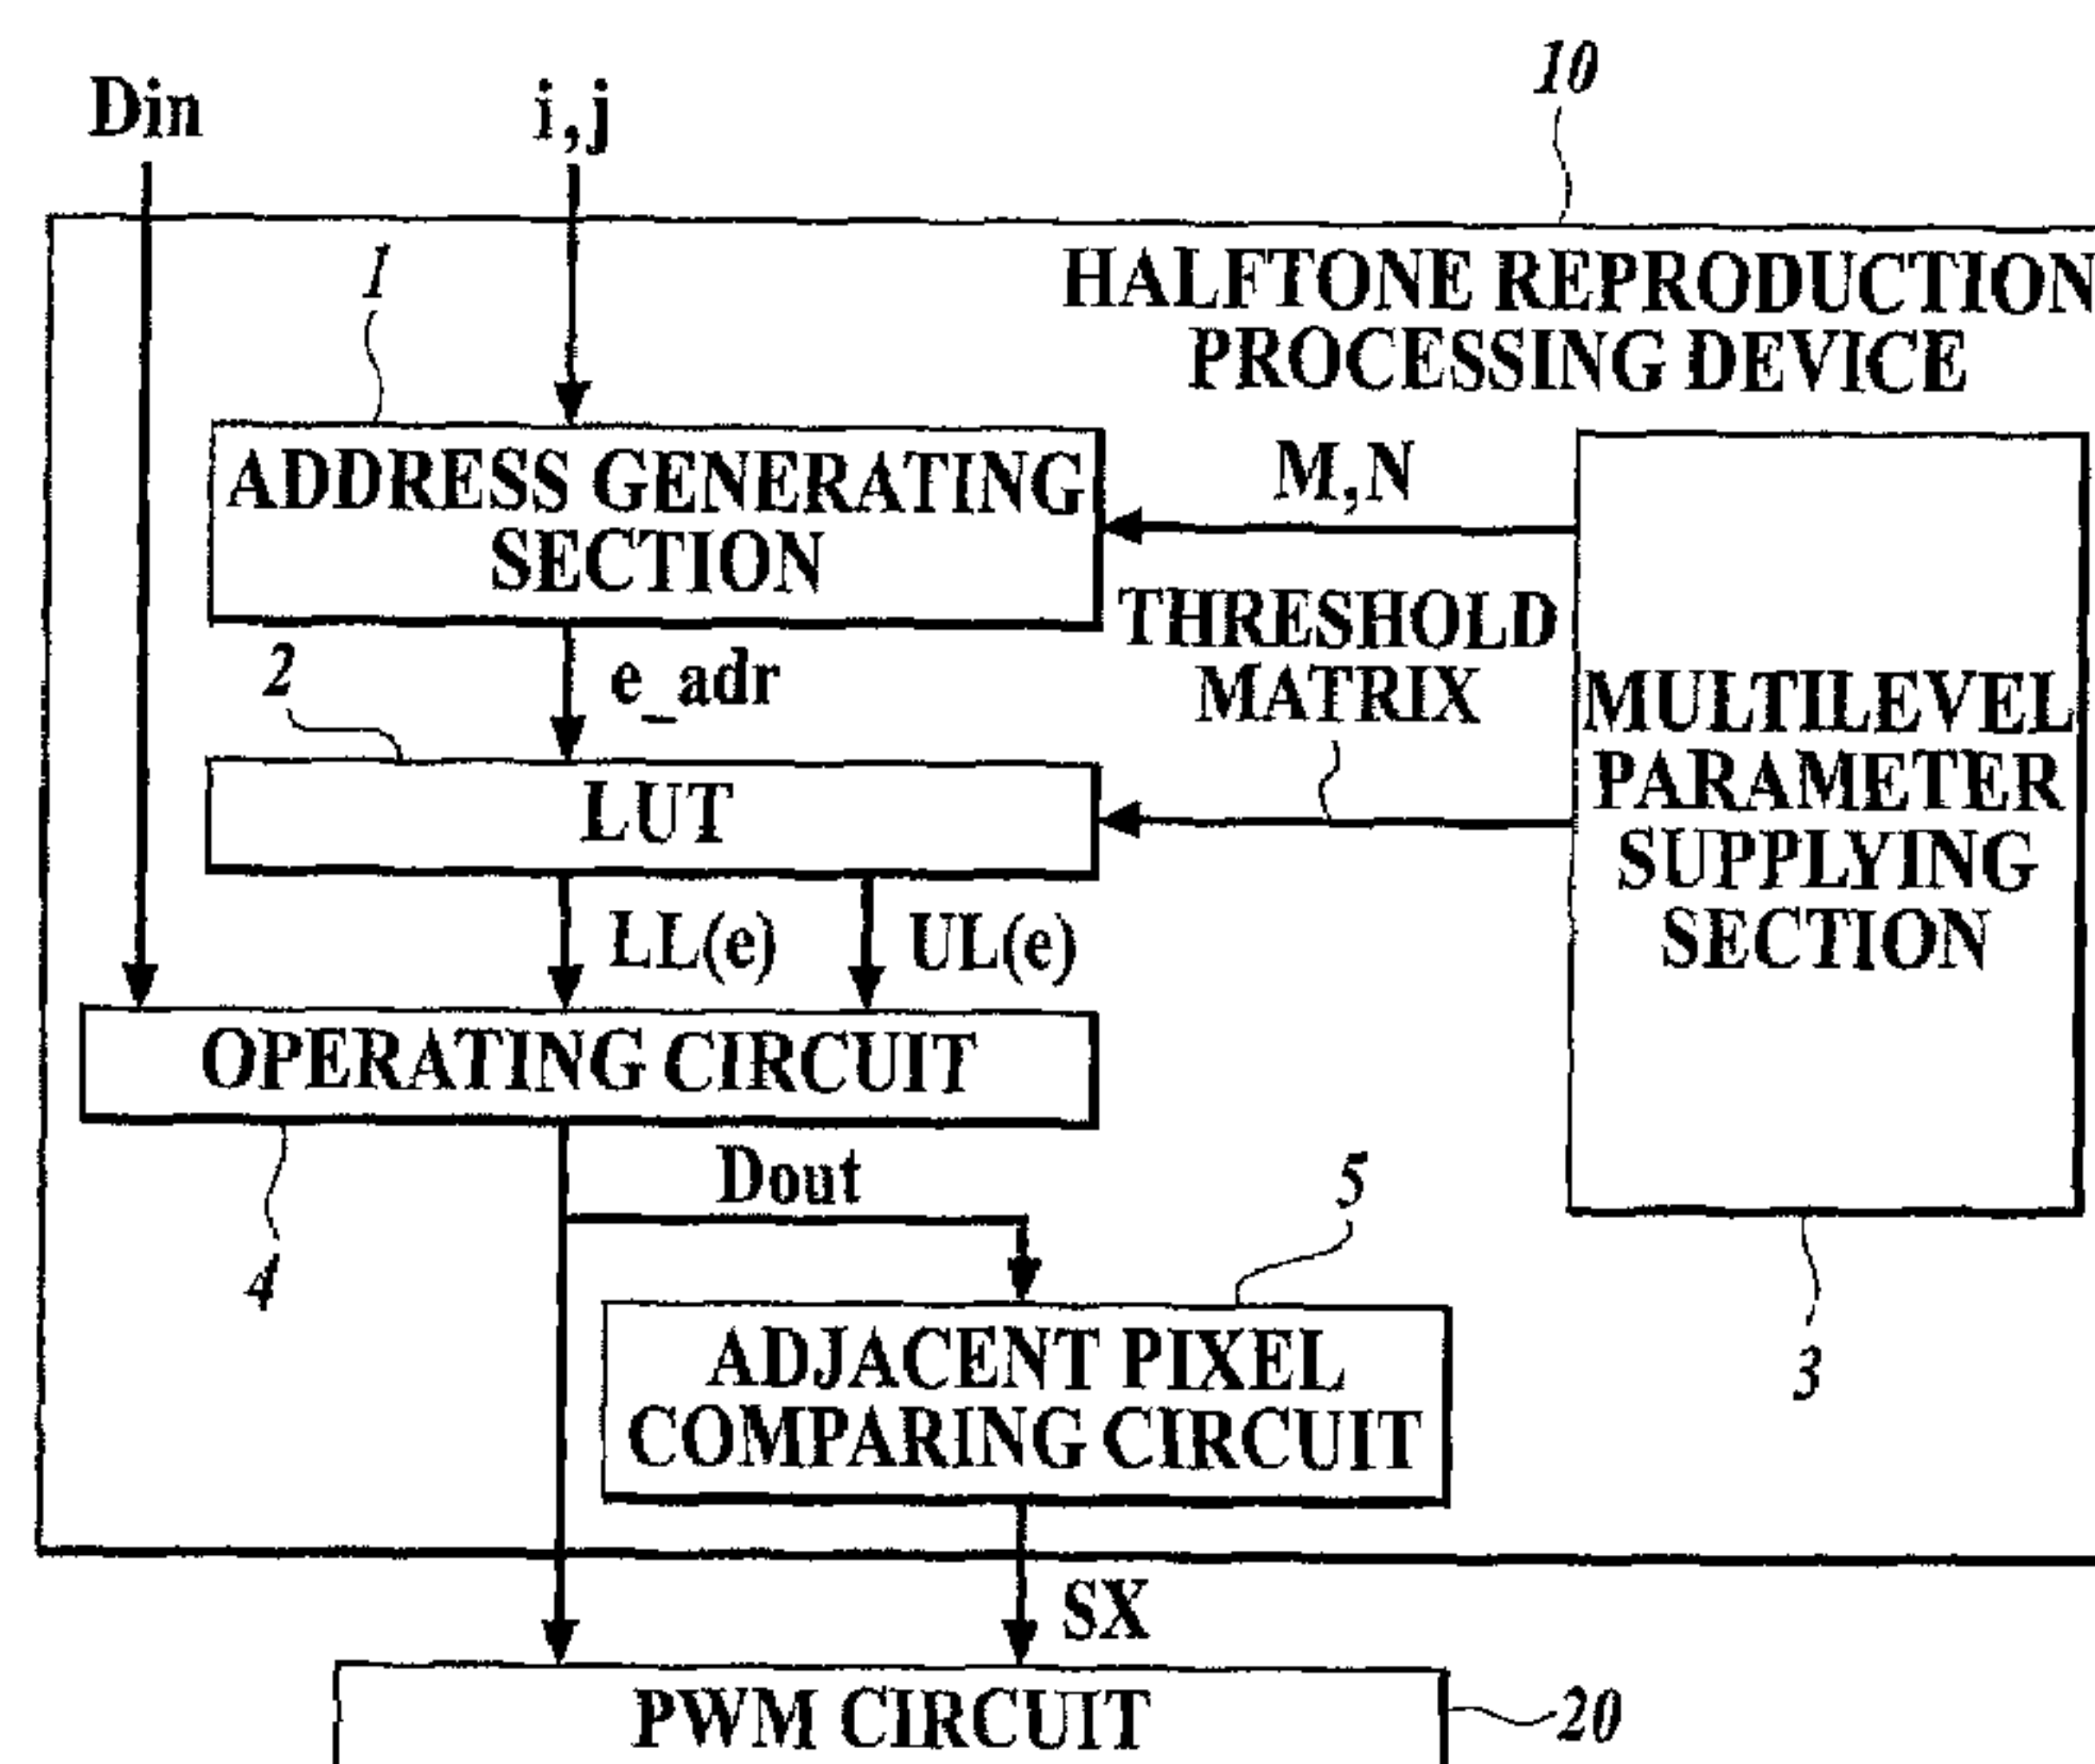 Din
i,j
10
HALFTONE REPRODUCTION
PROCESSING DEVICE
1
ADDRESS GENERATING
SECTION
M,N
THRESHOLD
MATRIX
2
e_adr
LUT
MULTILEVEL
PARAMETER
SUPPLYING
SECTION
LL(e)
UL(e)
OPERATING CIRCUIT
4
Dout
5
3
ADJACENT PIXEL
COMPARING CIRCUIT
SX
PWM CIRCUIT
20